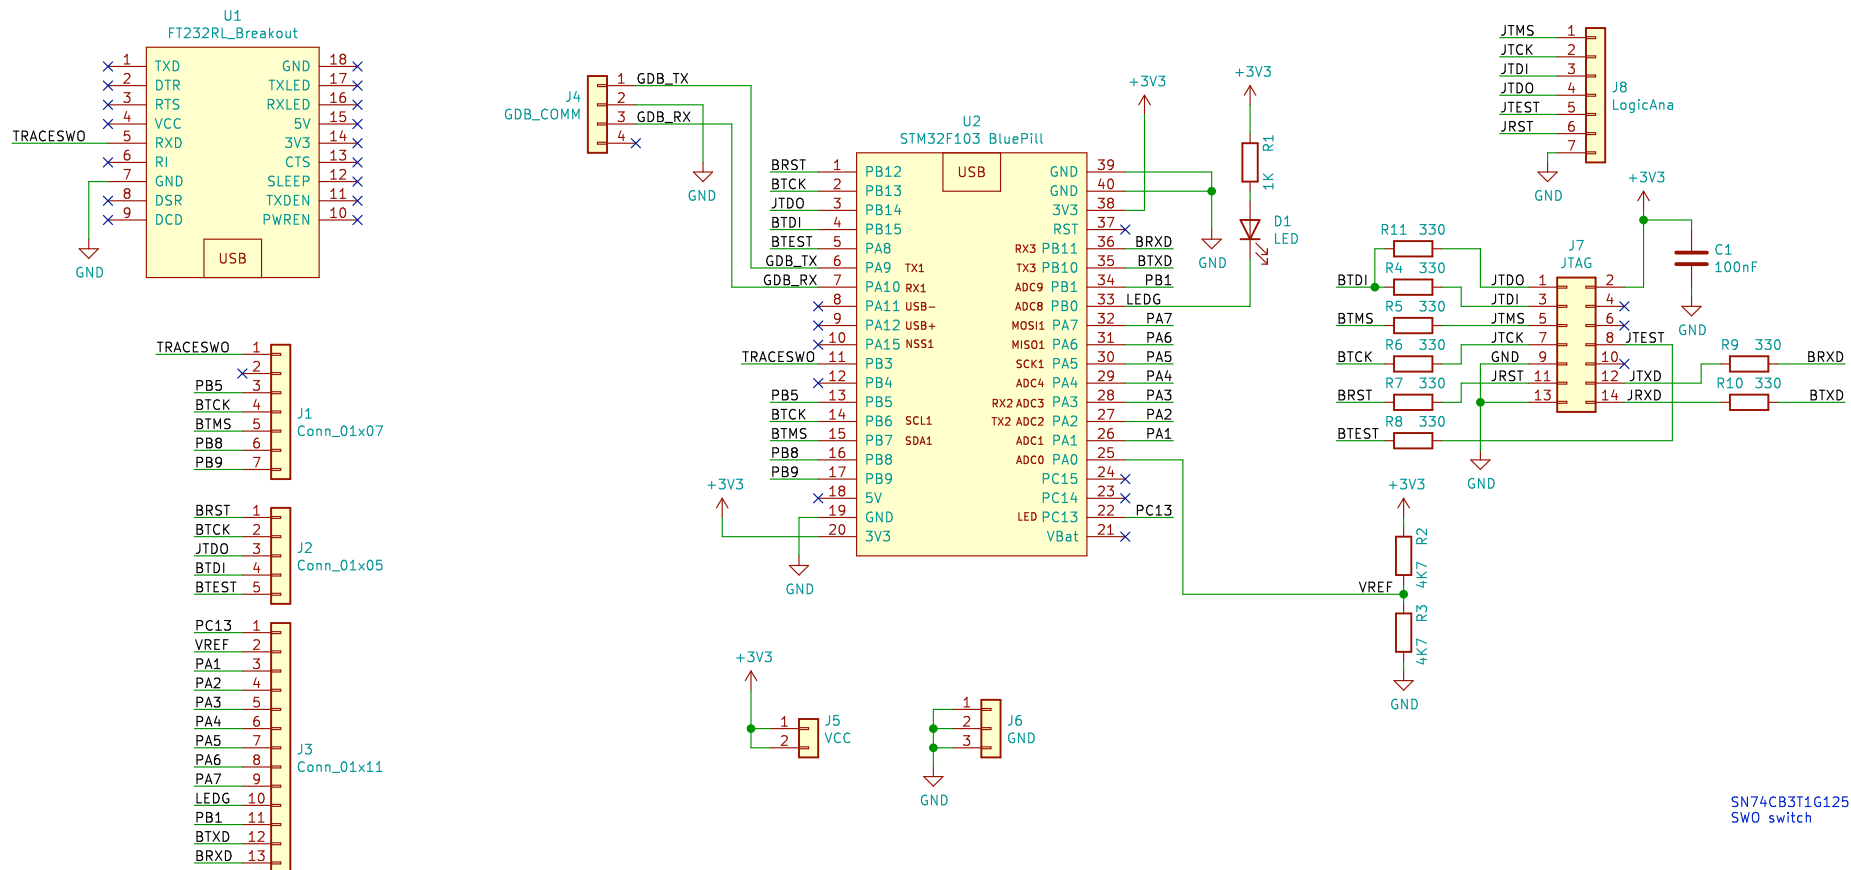 U1
FT232RL_Breakout
1 TXD GND 18
2 DTR TXLED 17
3 RTS RXLED 16
4 VCC 5V 15
TRACESWO 5 RXD 3V3 14
6 RI CTS 13
7 GND SLEEP 12
8 DSR TXDEN 11
9 DCD PWREN 10
USB
GND
TRACESWO 1
2
PB5 3
BTCK 4
BTMS 5
PB8 6
PB9 7
J1
Conn_01x07
BRST 1
BTCK 2
JTDO 3
BTDI 4
BTEST 5
J2
Conn_01x05
PC13 1
VREF 2
PA1 3
PA2 4
PA3 5
PA4 6
PA5 7
PA6 8
PA7 9
LEDG 10
PB1 11
BTXD 12
BRXD 13
J3
Conn_01x11
J4
GDB_COMM
1 GDB_TX
2
3 GDB_RX
4
GND
U2
STM32F103 BluePill
USB
BRST 1 PB12 GND 39
BTCK 2 PB13 GND 40
JTDO 3 PB14 3V3 38
BTDI 4 PB15 RST 37
BTEST 5 PA8 RX3 PB11 36 BRXD
GDB_TX 6 PA9 TX1 TX3 PB10 35 BTXD
GDB_RX 7 PA10 RX1 ADC9 PB1 34 PB1
8 PA11 USB- ADC8 PB0 33 LEDG
9 PA12 USB+ MOSI1 PA7 32 PA7
10 PA15 NSS1 MISO1 PA6 31 PA6
TRACESWO 11 PB3 SCK1 PA5 30 PA5
12 PB4 ADC4 PA4 29 PA4
PB5 13 PB5 RX2 ADC3 PA3 28 PA3
BTCK 14 PB6 SCL1 TX2 ADC2 PA2 27 PA2
BTMS 15 PB7 SDA1 ADC1 PA1 26 PA1
PB8 16 PB8 ADC0 PA0 25
PB9 17 PB9 PC15 24
18 5V PC14 23
19 GND LED PC13 22 PC13
20 3V3 VBat 21
+3V3
GND
+3V3
+3V3
R1
1K
D1
LED
GND
+3V3
1
2
J5
VCC
1
2
3
J6
GND
GND
JTMS 1
JTCK 2
JTDI 3
JTDO 4
JTEST 5
JRST 6
7
J8
LogicAna
GND
+3V3
C1
100nF
GND
R11 330
BTDI R4 330
BTMS R5 330
BTCK R6 330
BRST R7 330
BTEST R8 330
J7
JTAG
JTDO 1 2
JTDI 3 4
JTMS 5 6
JTCK 7 8 JTEST
GND 9 10
JRST 11 12 JTXD
13 14 JRXD
R9 330 BRXD
R10 330 BTXD
GND
+3V3
R2
4K7
VREF
R3
4K7
GND
SN74CB3T1G125
SWO switch